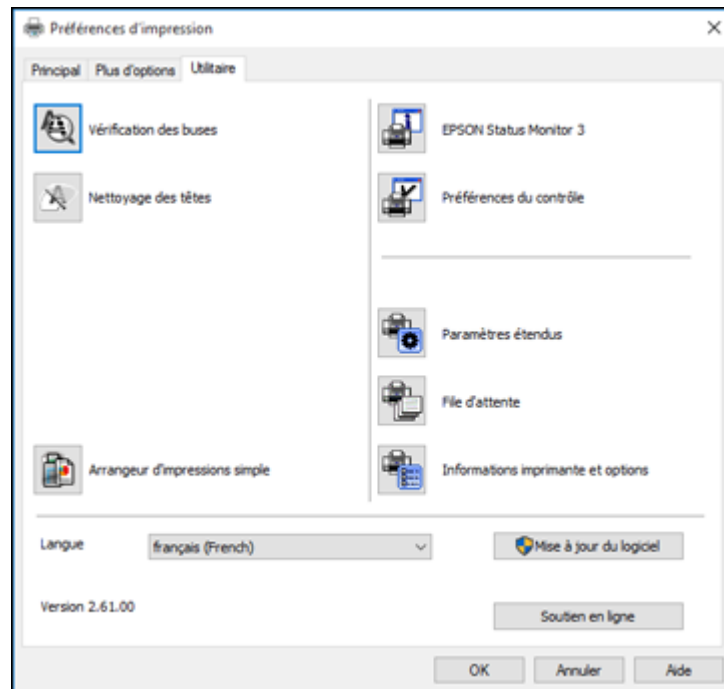 Préférences d'impression
Principal Plus d'options Utilitaire
Vérification des buses
Nettoyage des têtes
Arrangeur d'impressions simple
EPSON Status Monitor 3
Préférences du contrôle
Paramètres étendus
File d'attente
Informations imprimante et options
Langue français (French)
Mise à jour du logiciel
Version 2.61.00
Soutien en ligne
OK Annuler Aide